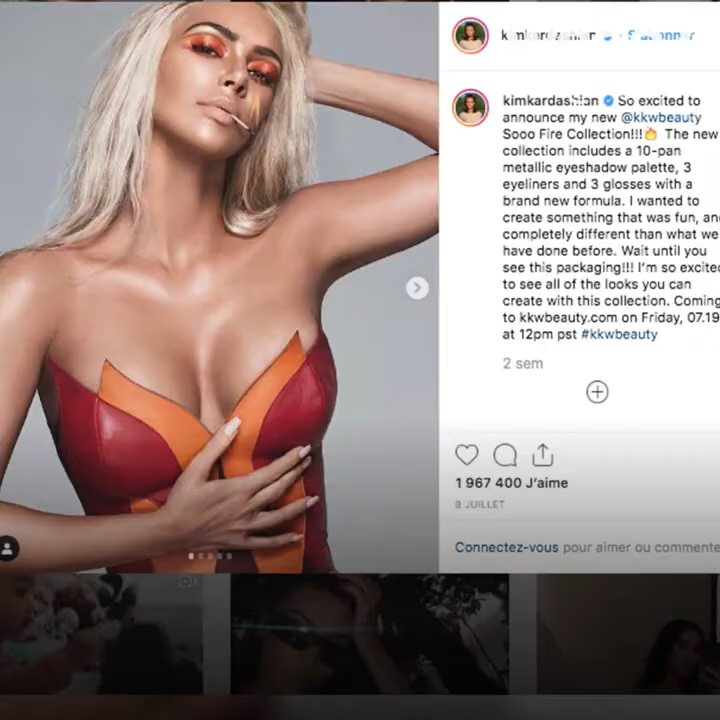 kimkardashian S'abonner
kimkardashian So excited to
announce my new @kkwbeauty
Sooo Fire Collection!!!🔥 The new
collection includes a 10-pan
metallic eyeshadow palette, 3
eyeliners and 3 glosses with a
brand new formula. I wanted to
create something that was fun, and
completely different than what we
have done before. Wait until you
see this packaging!!! I'm so excited
to see all of the looks you can
create with this collection. Coming
to kkwbeauty.com on Friday, 07.19
at 12pm pst #kkwbeauty
2 sem
1 967 400 J'aime
8 JUILLET
Connectez-vous pour aimer ou commente